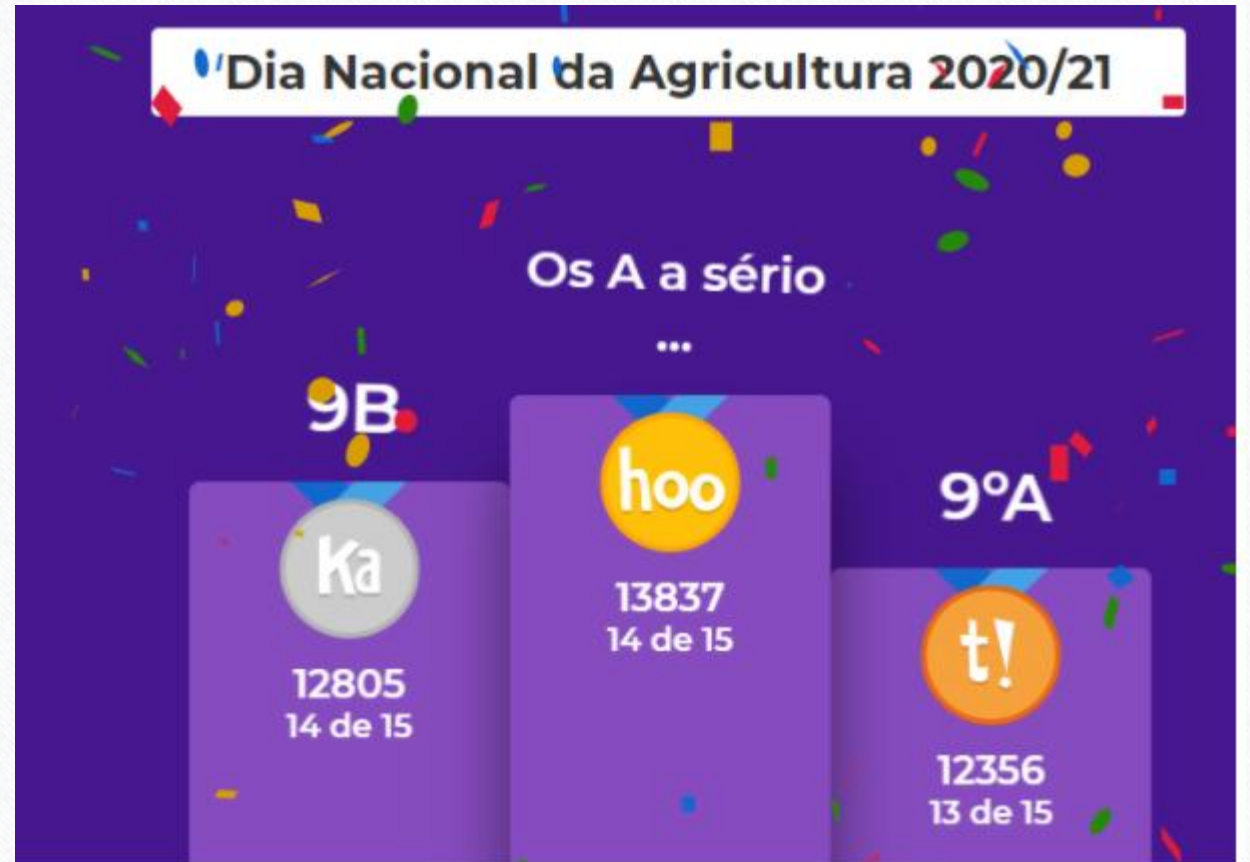 Dia Nacional da Agricultura 2020/21
Os A a sério
...
9B
9ºA
hoo
Ka
t!
13837
14 de 15
12805
14 de 15
12356
13 de 15